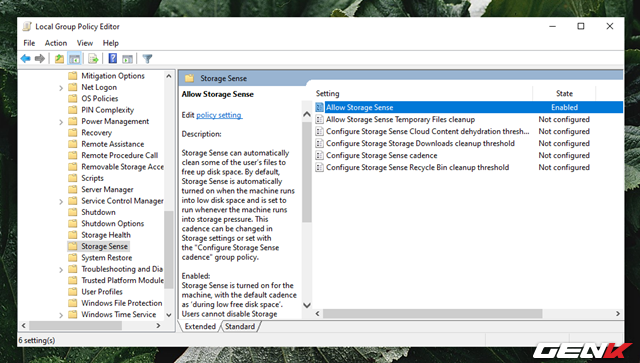 Local Group Policy Editor
File Action View Help
Mitigation Options
Net Logon
OS Policies
PIN Complexity
Power Management
Recovery
Remote Assistance
Remote Procedure Call
Removable Storage Acce
Scripts
Server Manager
Service Control Manager
Shutdown
Shutdown Options
Storage Health
Storage Sense
System Restore
Troubleshooting and Dia
Trusted Platform Module
User Profiles
Windows File Protection
Windows Time Service
Storage Sense
Allow Storage Sense
Edit policy setting.
Description:
Storage Sense can automatically
clean some of the user's files to
free up disk space. By default,
Storage Sense is automatically
turned on when the machine runs
into low disk space and is set to
run whenever the machine runs
into storage pressure. This
cadence can be changed in
Storage settings or set with
the "Configure Storage Sense
cadence" group policy.
Enabled:
Storage Sense is turned on for the
machine, with the default cadence
as 'during low free disk space'.
Users cannot disable Storage
Setting State
Allow Storage Sense Enabled
Allow Storage Sense Temporary Files cleanup Not configured
Configure Storage Sense Cloud Content dehydration thresh... Not configured
Configure Storage Storage Downloads cleanup threshold Not configured
Configure Storage Sense cadence Not configured
Configure Storage Sense Recycle Bin cleanup threshold Not configured
Extended Standard
6 setting(s)
GENK